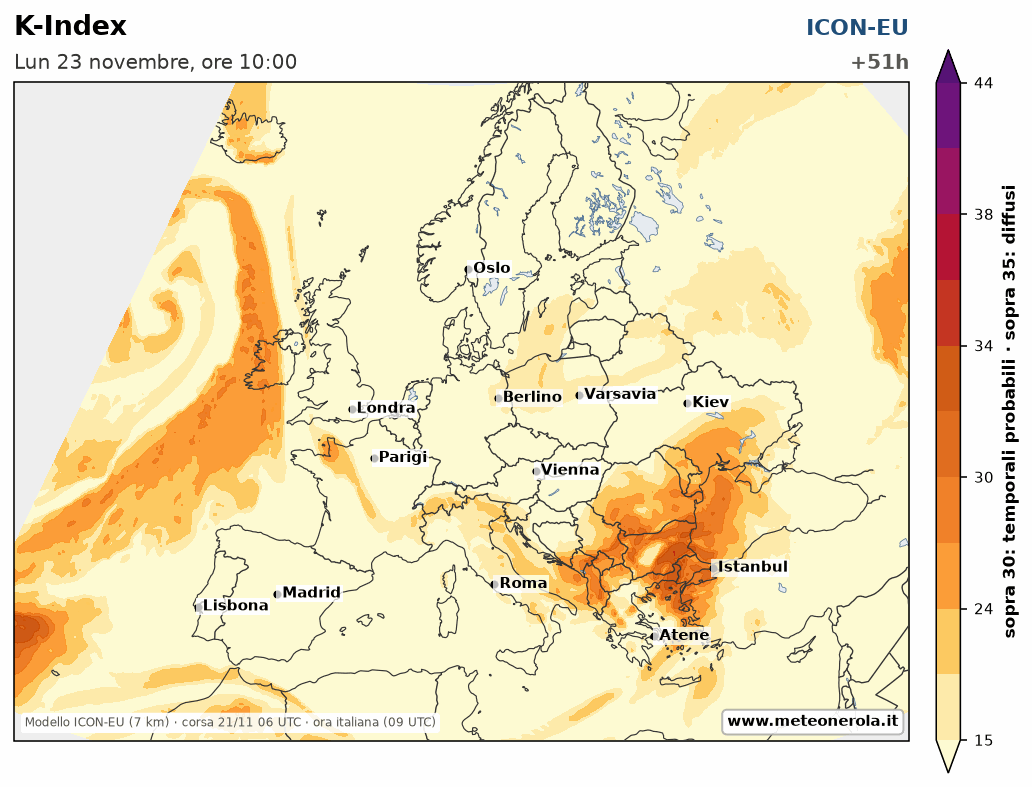 K-Index
ICON-EU
Lun 23 novembre, ore 10:00
+51h
44
38
34
30
24
15
sopra 30: temporali probabili · sopra 35: diffusi
Oslo
Londra
Berlino
Varsavia
Kiev
Parigi
Vienna
Istanbul
Roma
Madrid
Lisbona
Atene
Modello ICON-EU (7 km) · corsa 21/11 06 UTC · ora italiana (09 UTC)
www.meteonerola.it